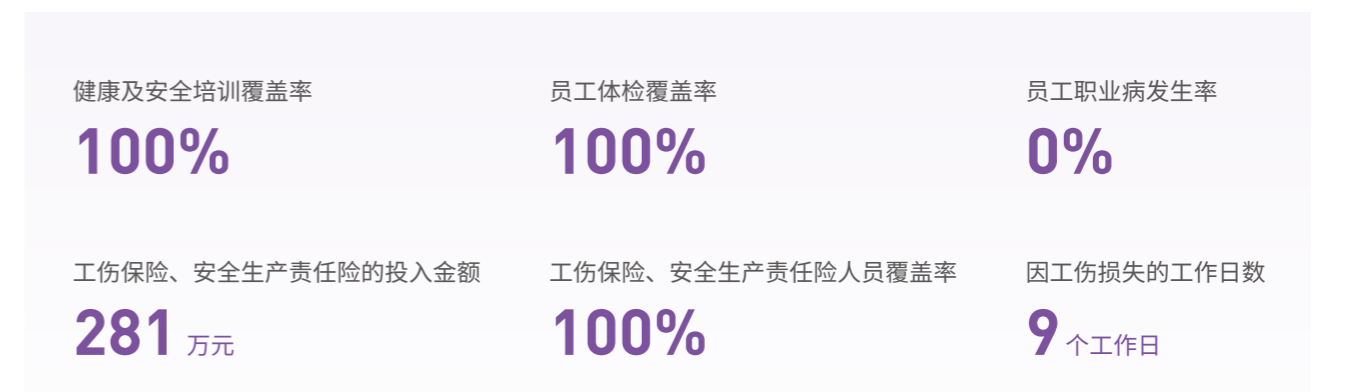 健康及安全培训覆盖率
100%
员工体检覆盖率
100%
员工职业病发生率
0%
工伤保险、安全生产责任险的投入金额
281 万元
工伤保险、安全生产责任险人员覆盖率
100%
因工伤损失的工作日数
9 个工作日